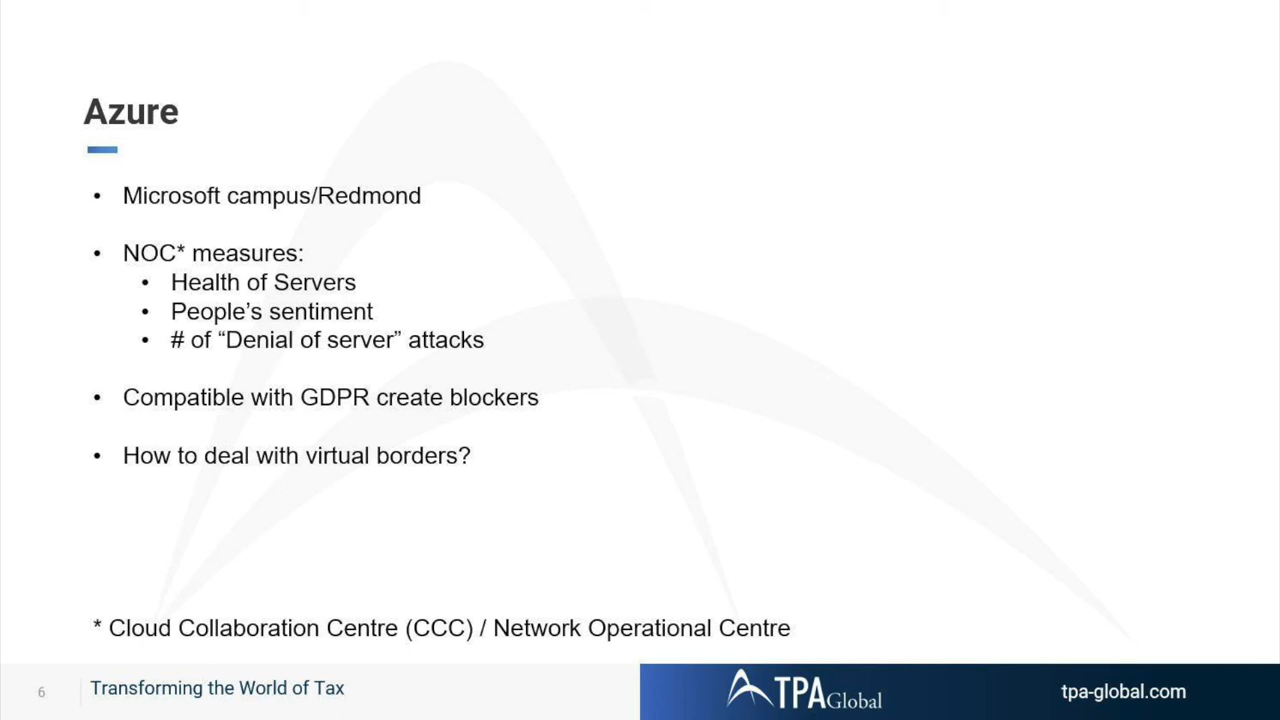 Azure
• Microsoft campus/Redmond
• NOC* measures:
• Health of Servers
• People’s sentiment
• # of “Denial of server” attacks
• Compatible with GDPR create blockers
• How to deal with virtual borders?
* Cloud Collaboration Centre (CCC) / Network Operational Centre
6 Transforming the World of Tax TPA Global tpa-global.com